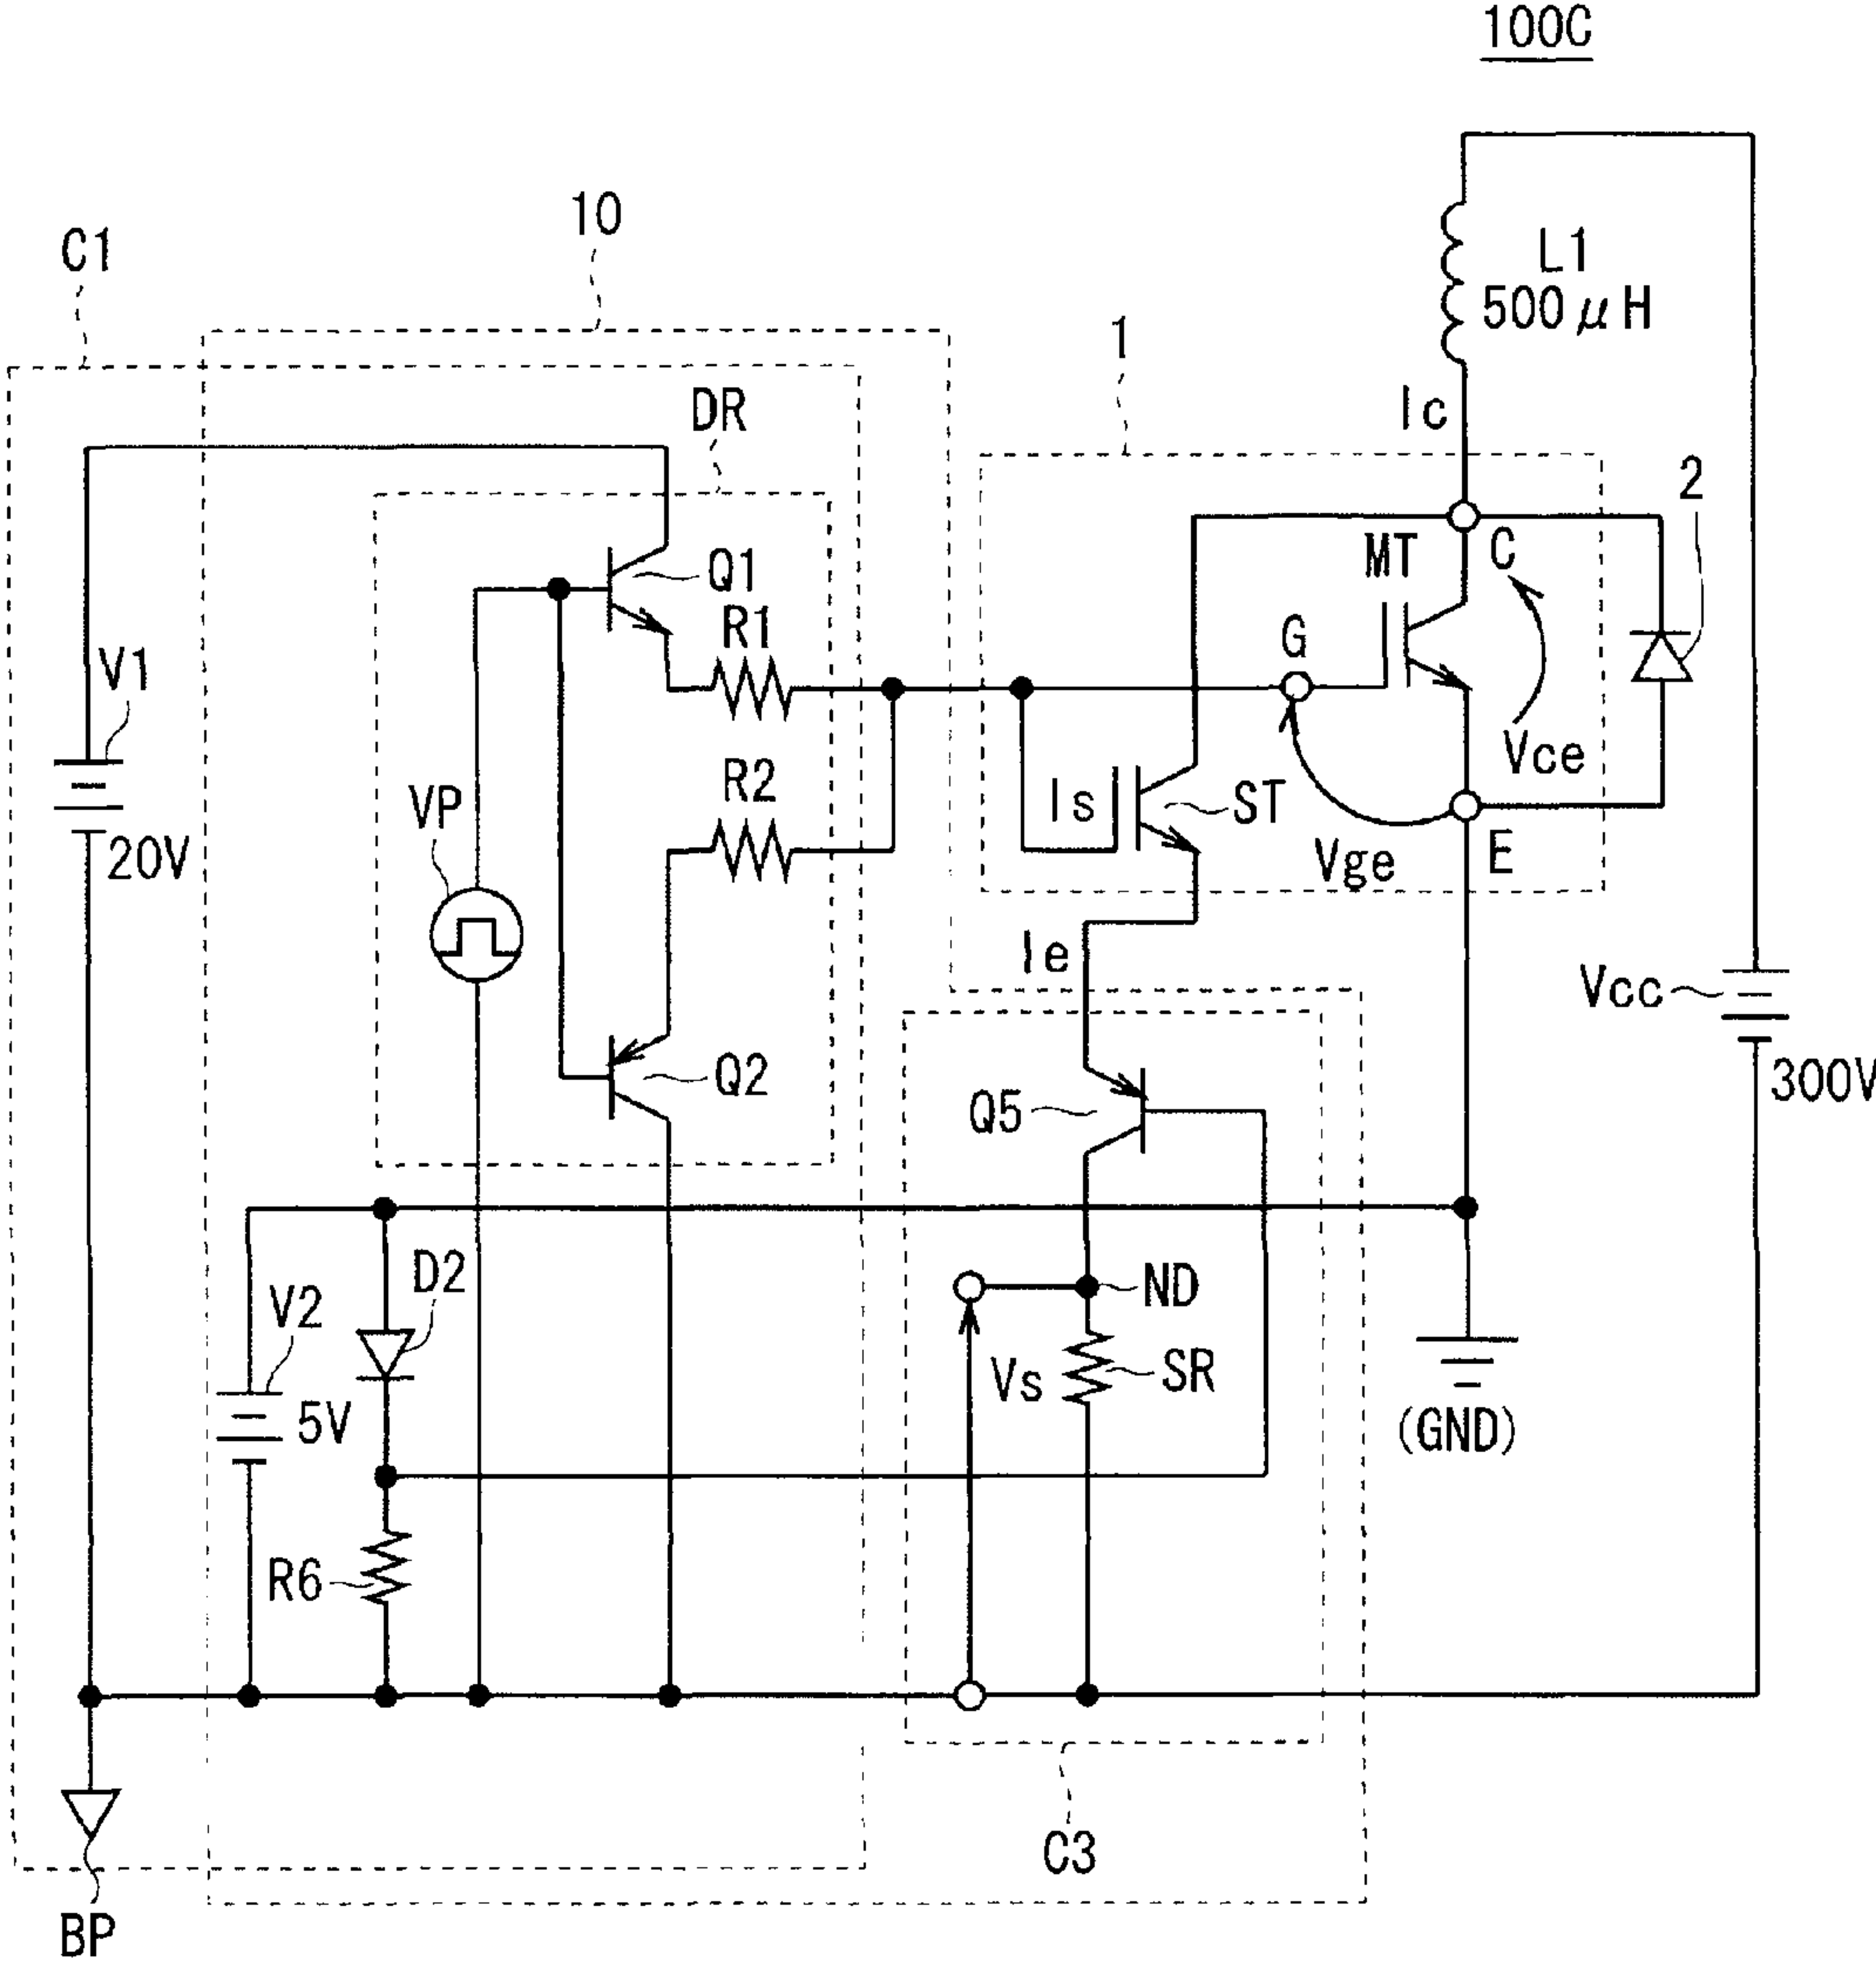 100C
10
C1
L1
500μH
1
DR
Ic
2
MT
C
Q1
R1
G
V1
R2
Vce
VP
Is
ST
20V
Vge
E
Ie
Vcc
Q2
300V
Q5
D2
ND
V2
Vs
SR
5V
(GND)
R6
C3
BP